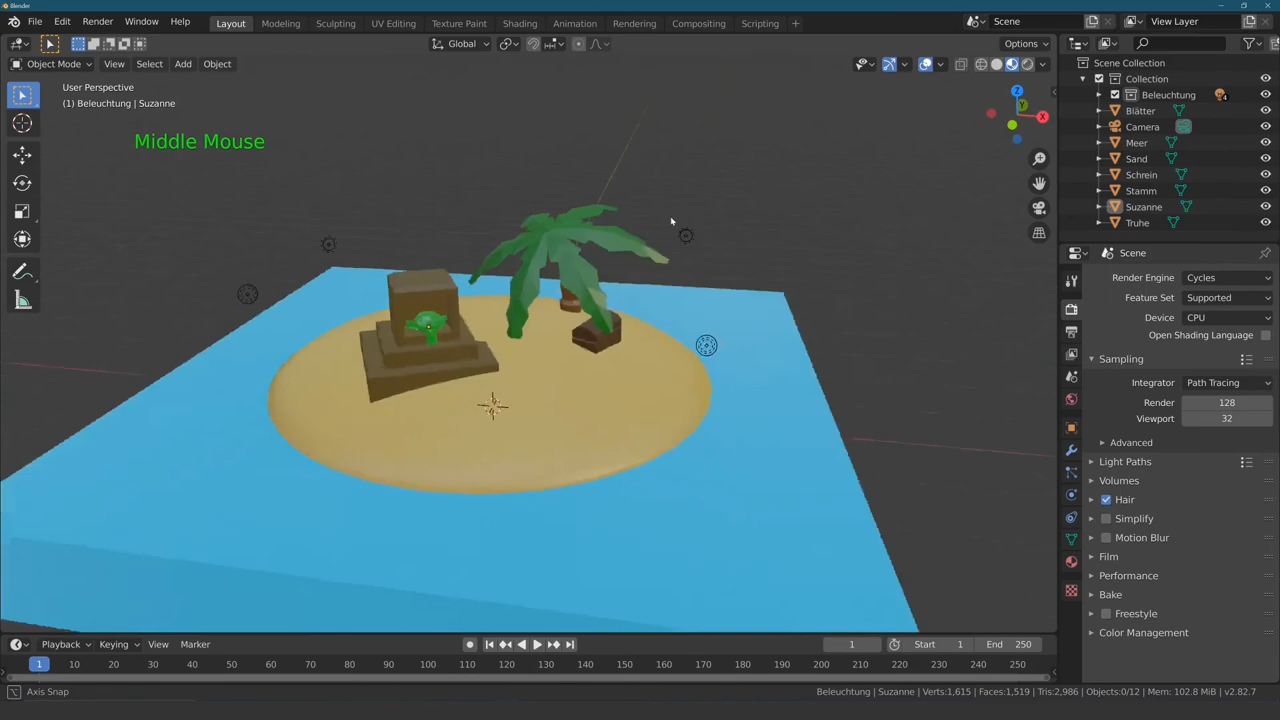 Blender
File Edit Render Window Help
Layout Modeling Sculpting UV Editing Texture Paint Shading Animation Rendering Compositing Scripting +
Scene
View Layer
Global
Options
Object Mode View Select Add Object
User Perspective
(1) Beleuchtung | Suzanne
Middle Mouse
Z
Y
X
Scene Collection
Collection
Beleuchtung 4
Blätter
Camera
Meer
Sand
Schrein
Stamm
Suzanne
Truhe
Scene
Render Engine Cycles
Feature Set Supported
Device CPU
Open Shading Language
Sampling
Integrator Path Tracing
Render 128
Viewport 32
Advanced
Light Paths
Volumes
Hair
Simplify
Motion Blur
Film
Performance
Bake
Freestyle
Color Management
Playback Keying View Marker
1 Start 1 End 250
1 10 20 30 40 50 60 70 80 90 100 110 120 130 140 150 160 170 180 190 200 210 220 230 240 250
Axis Snap
Beleuchtung | Suzanne | Verts:1,615 | Faces:1,519 | Tris:2,986 | Objects:0/12 | Mem: 102.8 MiB | v2.82.7